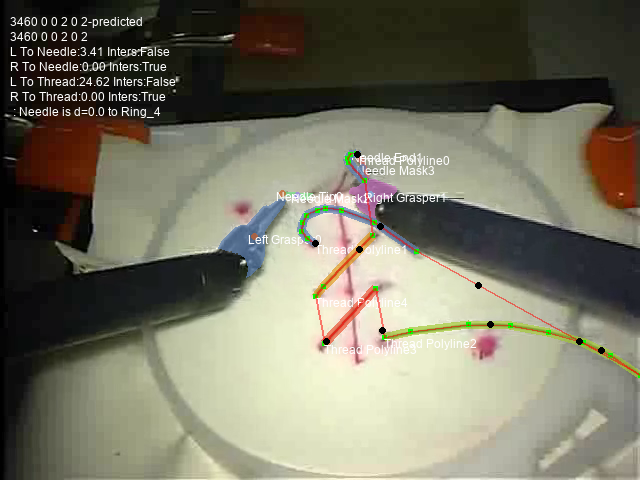 3460 0 0 2 0 2-predicted
3460 0 0 2 0 2
L To Needle:3.41 Inters:False
R To Needle:0.00 Inters:True
L To Thread:24.62 Inters:False
R To Thread:0.00 Inters:True
: Needle is d=0.0 to Ring_4
Needle End1
Thread Polyline0
Needle Mask3
Needle Tip0
Needle Mask2
Right Grasper1
Left Grasp
Thread Polyline1
Thread Polyline4
Thread Polyline2
Thread Polyline3